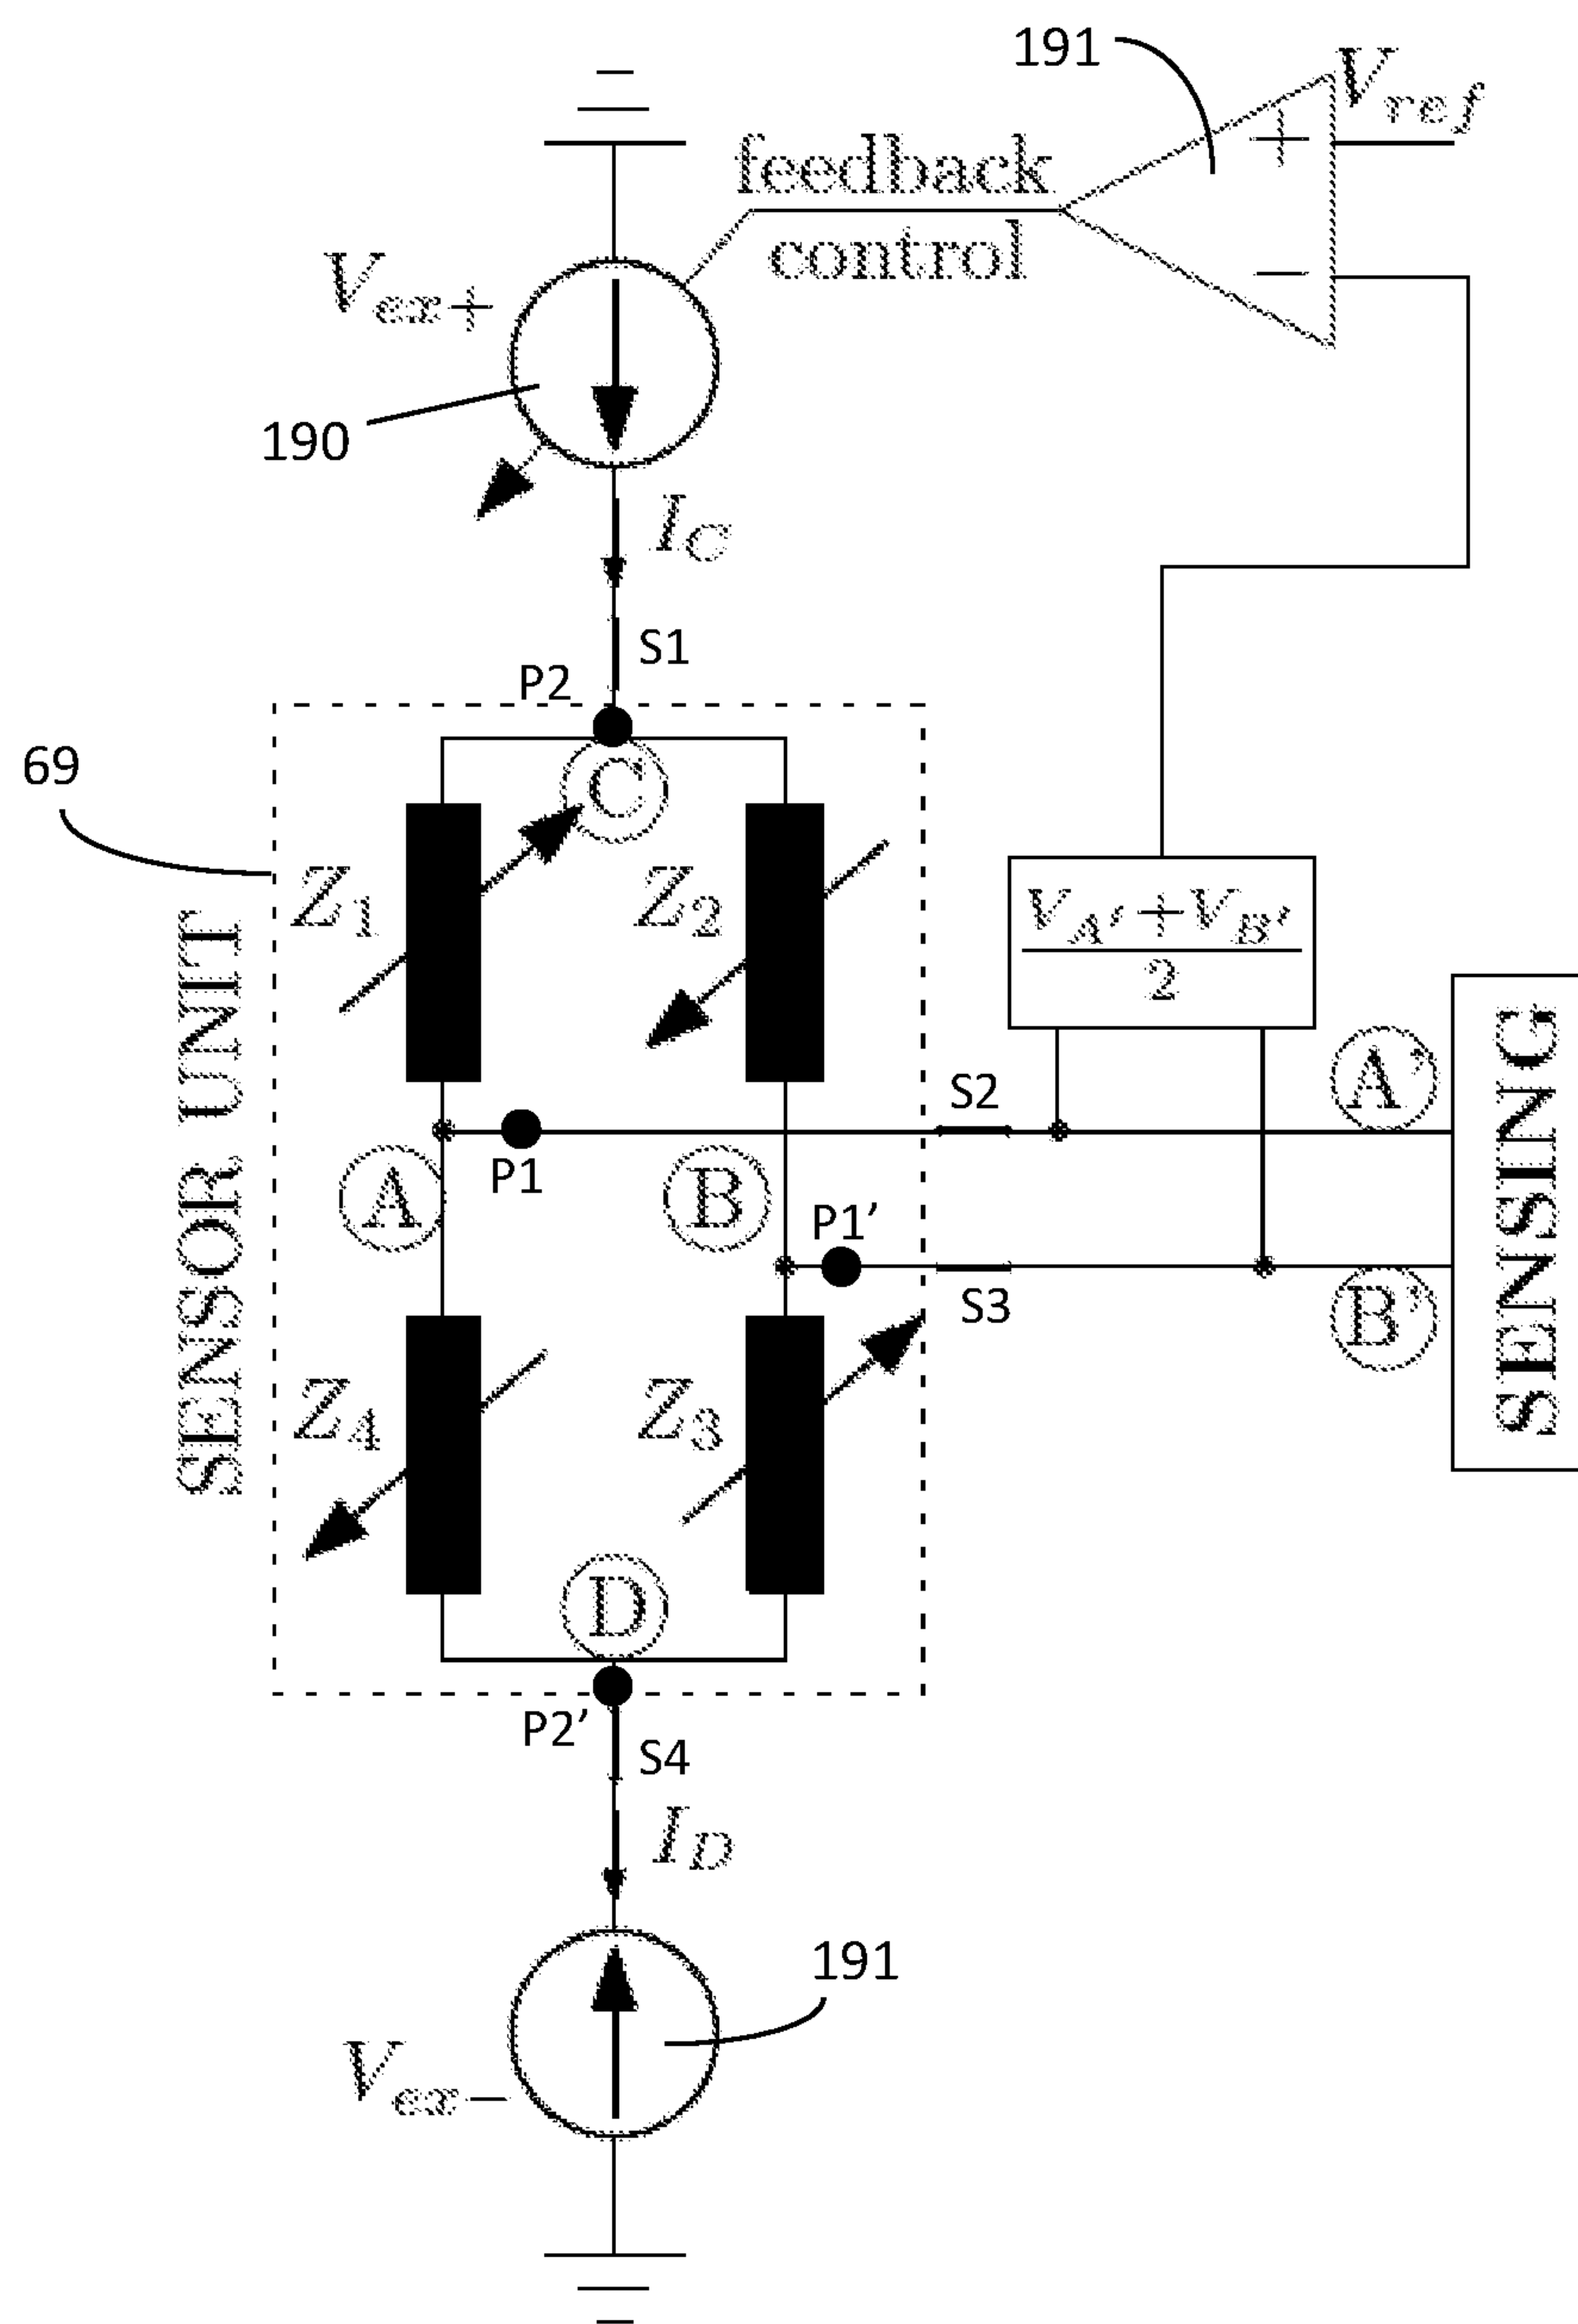 191
V_ref
+
feedback
control
−
V_ex+
190
I_C
S1
P2
69
C
Z_1
Z_2
V_A' + V_B'
2
SENSOR UNIT
SENSING
A'
S2
P1
A
B
P1'
S3
B'
Z_4
Z_3
D
P2'
S4
I_D
191
V_ex−